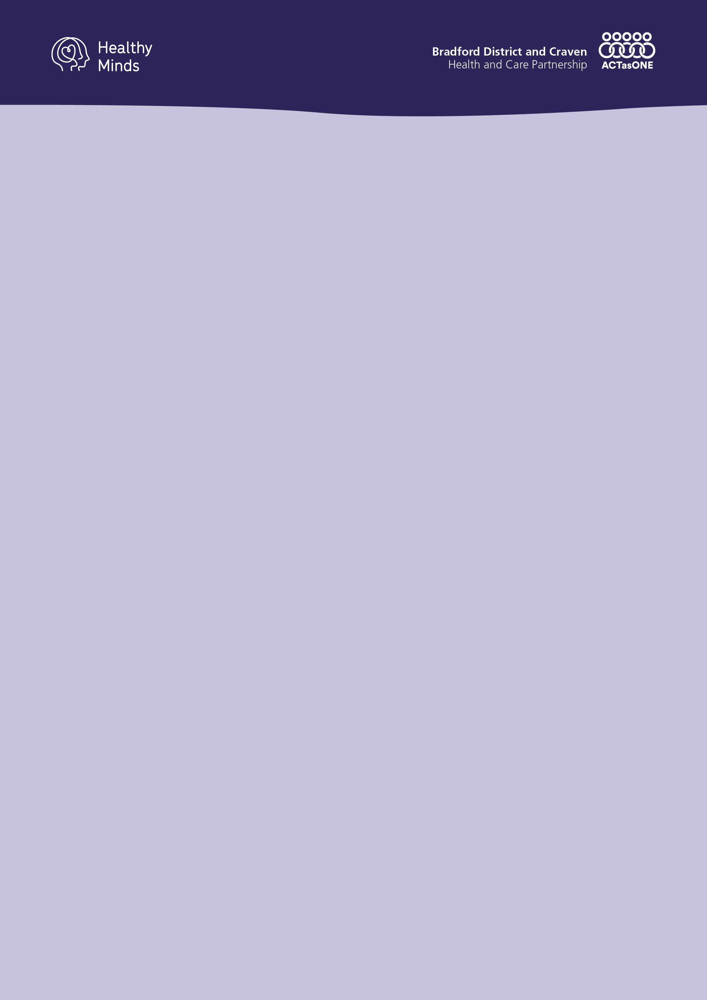 Healthy
Minds
Bradford District and Craven
Health and Care Partnership
ACTasONE